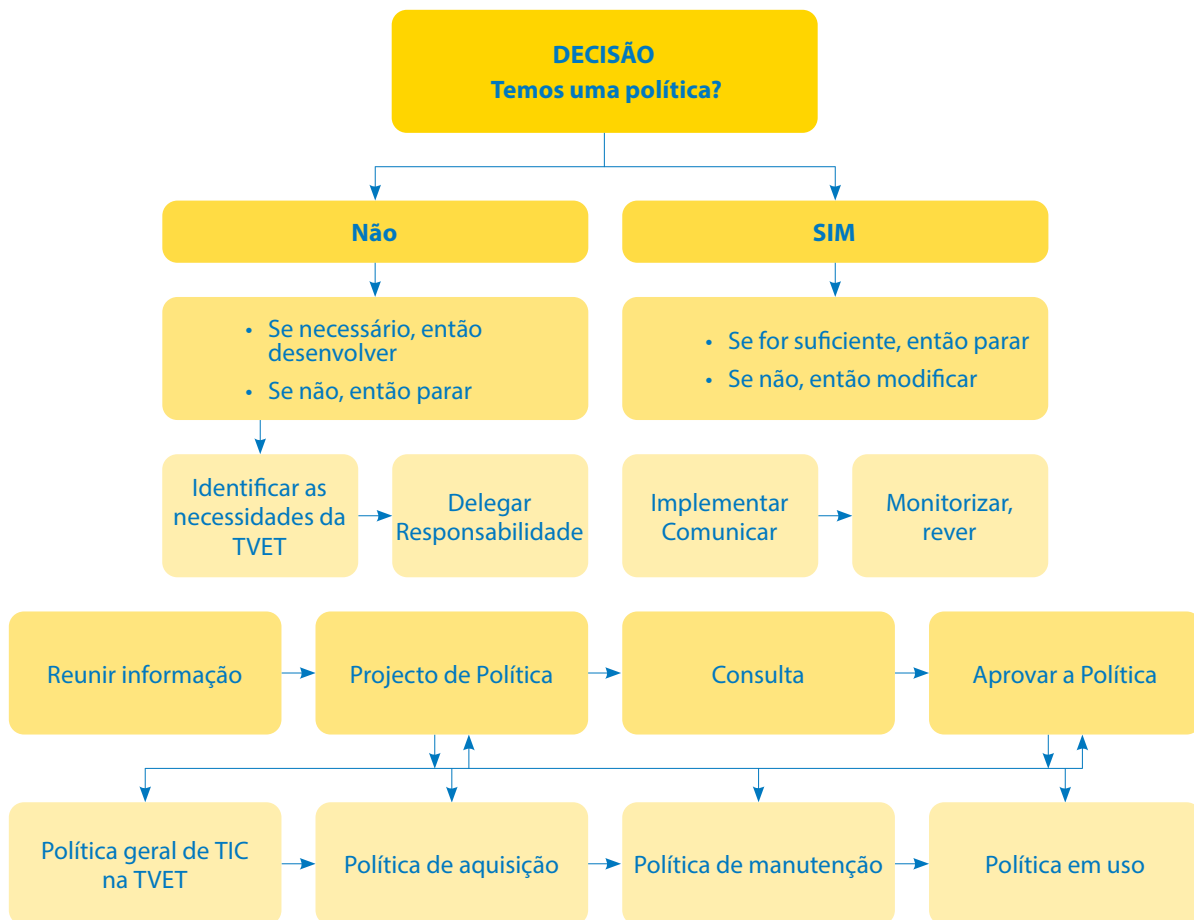 DECISÃO
Temos uma política?
Não
SIM
• Se necessário, então
desenvolver
• Se não, então parar
• Se for suficiente, então parar
• Se não, então modificar
Identificar as
necessidades da
TVET
Delegar
Responsabilidade
Implementar
Comunicar
Monitorizar,
rever
Reunir informação
Projecto de Política
Consulta
Aprovar a Política
Política geral de TIC
na TVET
Política de aquisição
Política de manutenção
Política em uso